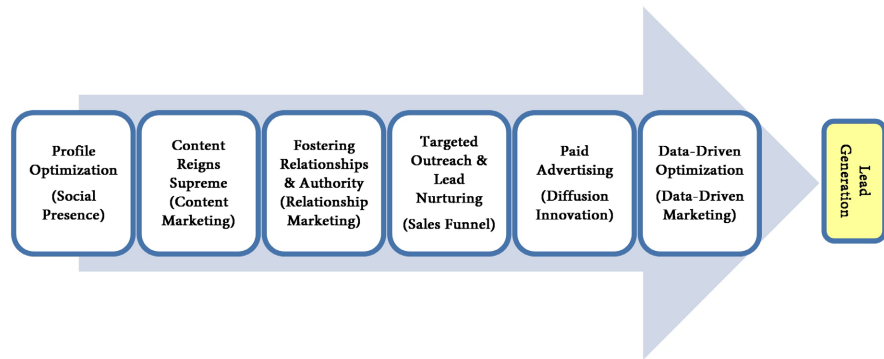 Profile
Optimization
(Social
Presence)
Content
Reigns
Supreme
(Content
Marketing)
Fostering
Relationships
& Authority
(Relationship
Marketing)
Targeted
Outreach &
Lead
Nurturing
(Sales Funnel)
Paid
Advertising
(Diffusion
Innovation)
Data-Driven
Optimization
(Data-Driven
Marketing)
Lead
Generation